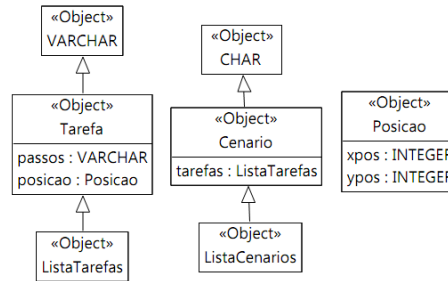 «Object»
VARCHAR
«Object»
Tarefa
passos : VARCHAR
posicao : Posicao
«Object»
ListaTarefas
«Object»
CHAR
«Object»
Cenario
tarefas : ListaTarefas
«Object»
ListaCenarios
«Object»
Posicao
xpos : INTEGER
ypos : INTEGER